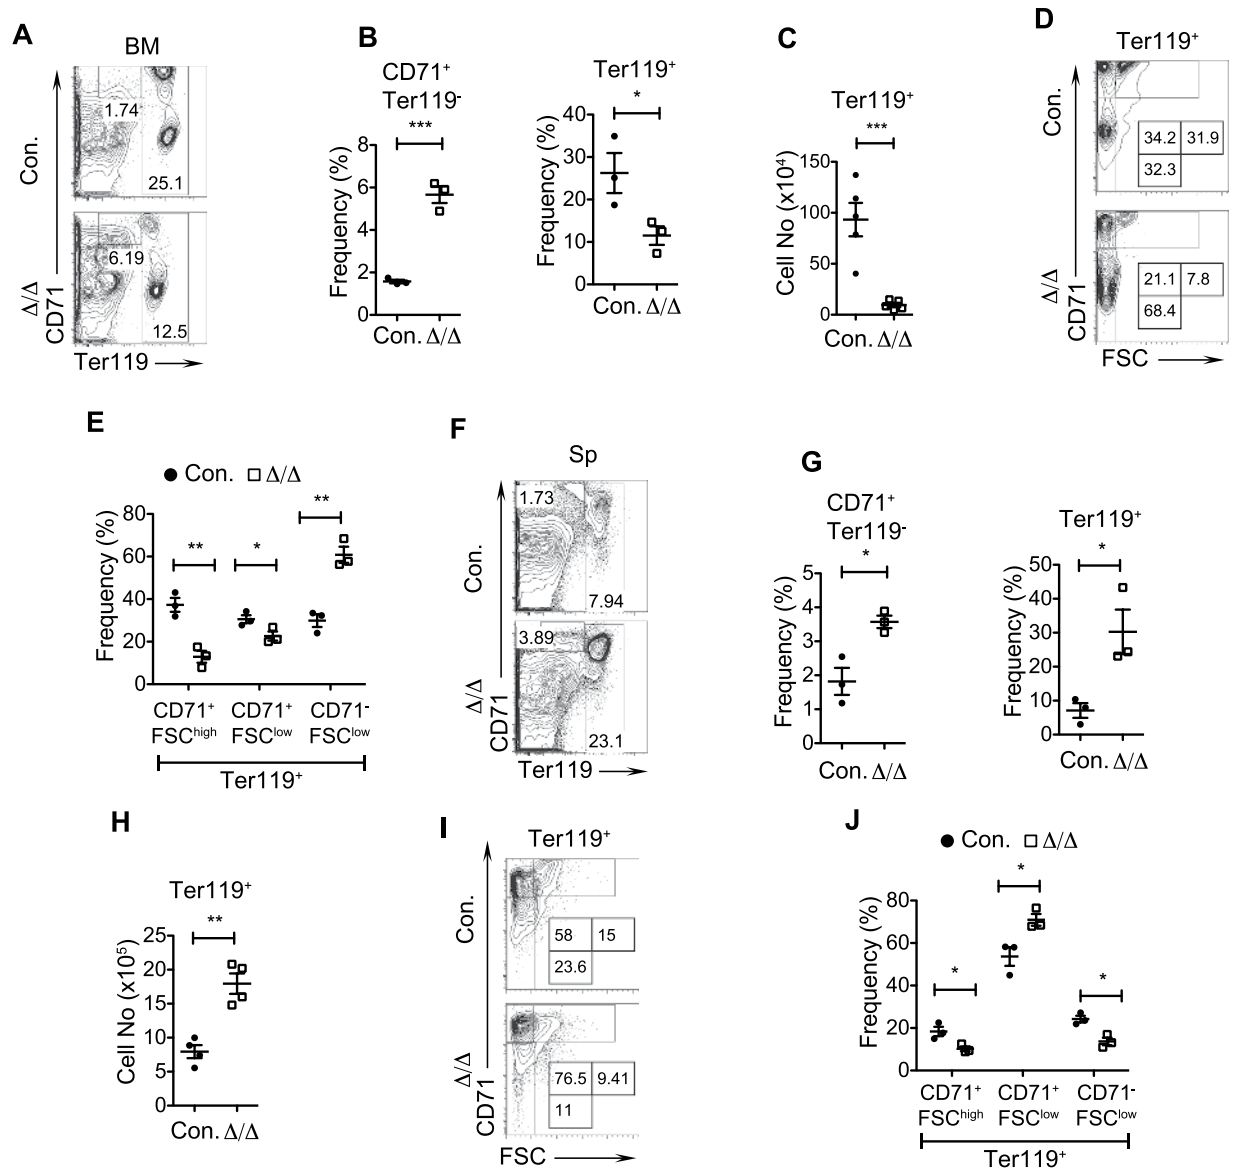 A
BM
Con.
1.74
25.1
Δ/Δ
CD71
6.19
12.5
Ter119
B
CD71+
Ter119-
***
Frequency (%)
8
6
4
2
0
Con. Δ/Δ
Ter119+
*
Frequency (%)
40
30
20
10
0
Con. Δ/Δ
C
Ter119+
***
Cell No (x10⁴)
150
100
50
0
Con. Δ/Δ
D
Ter119+
Con.
34.2 31.9
32.3
Δ/Δ
CD71
21.1 7.8
68.4
FSC
E
Con. Δ/Δ
Frequency (%)
80
60
40
20
0
** * **
CD71+ CD71+ CD71-
FSChigh FSClow FSClow
Ter119+
F
Sp
Con.
1.73
7.94
Δ/Δ
CD71
3.89
23.1
Ter119
G
CD71+
Ter119-
*
Frequency (%)
5
4
3
2
1
0
Con. Δ/Δ
Ter119+
*
Frequency (%)
50
40
30
20
10
0
Con. Δ/Δ
H
Ter119+
**
Cell No (x10⁵)
25
20
15
10
5
0
Con. Δ/Δ
I
Ter119+
Con.
58 15
23.6
Δ/Δ
CD71
76.5 9.41
11
FSC
J
Con. Δ/Δ
Frequency (%)
80
60
40
20
0
* * *
CD71+ CD71+ CD71-
FSChigh FSClow FSClow
Ter119+